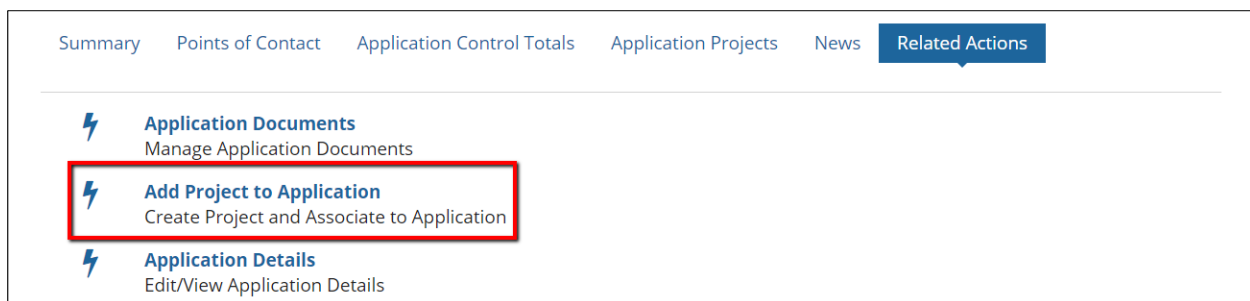 Summary Points of Contact Application Control Totals Application Projects News Related Actions
Application Documents
Manage Application Documents
Add Project to Application
Create Project and Associate to Application
Application Details
Edit/View Application Details